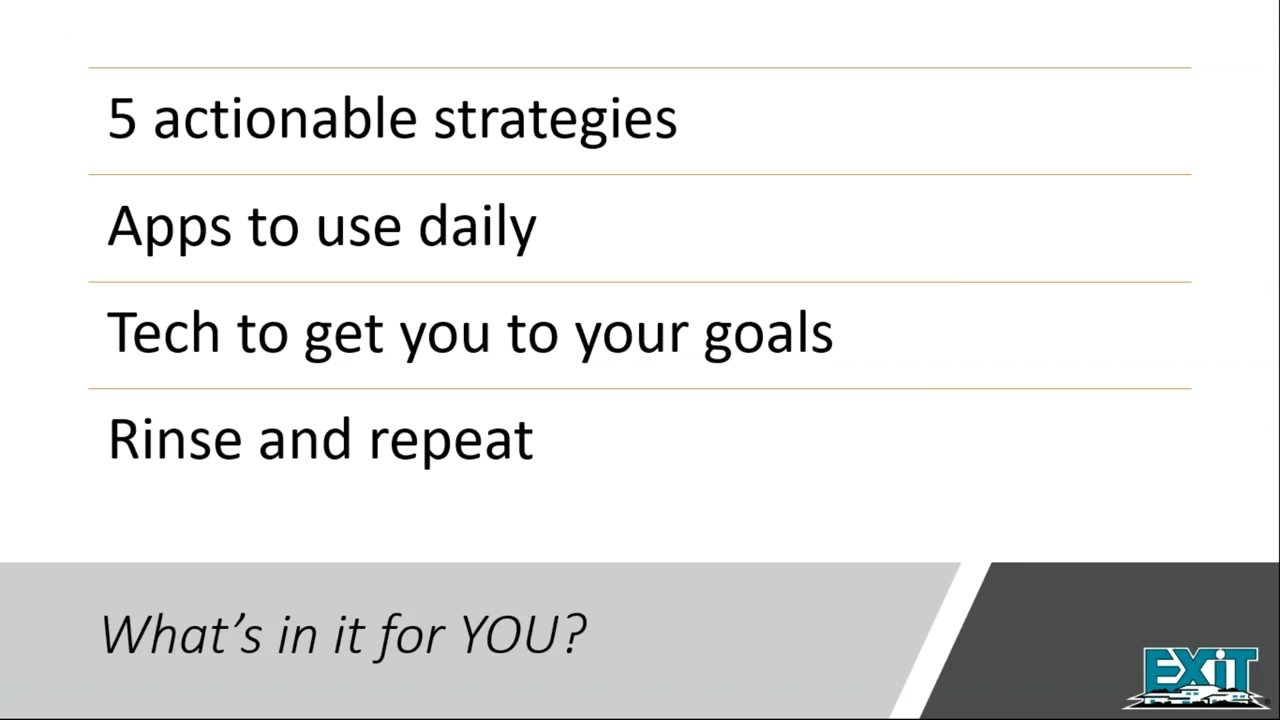 5 actionable strategies
Apps to use daily
Tech to get you to your goals
Rinse and repeat
What’s in it for YOU?
EXiT